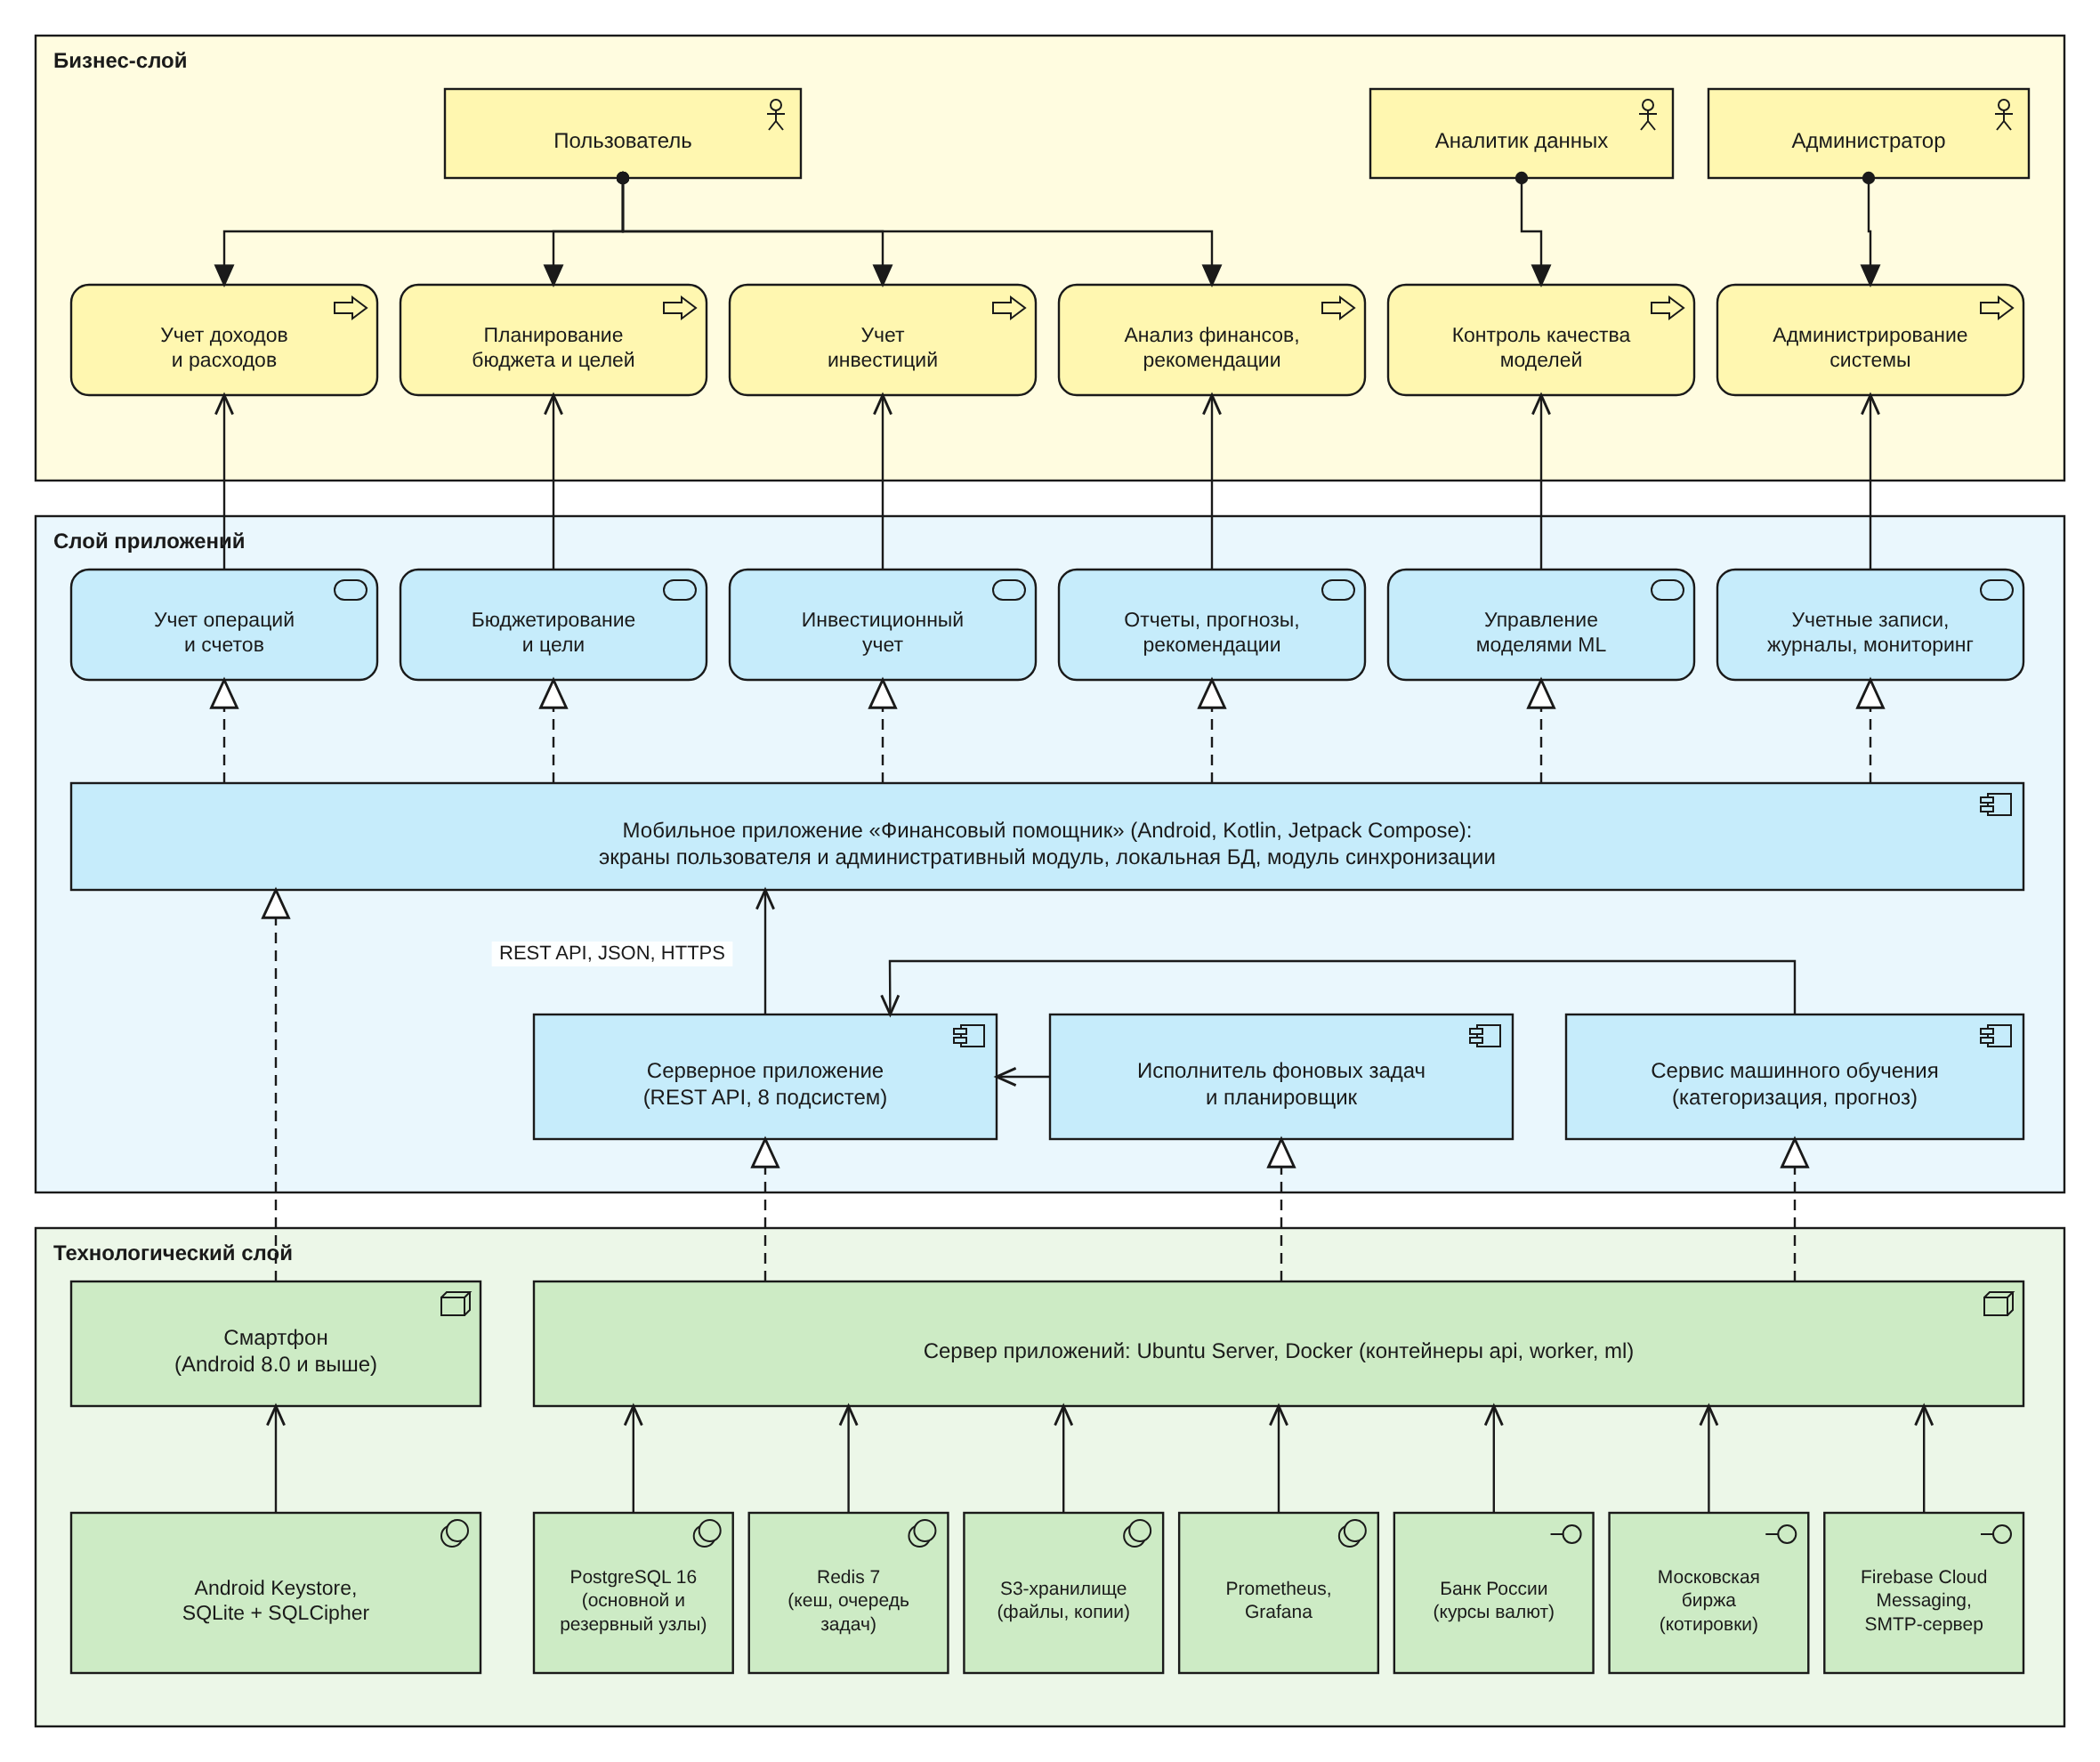 Бизнес-слой
Пользователь
Аналитик данных
Администратор
Учет доходов
и расходов
Планирование
бюджета и целей
Учет
инвестиций
Анализ финансов,
рекомендации
Контроль качества
моделей
Администрирование
системы
Слой приложений
Учет операций
и счетов
Бюджетирование
и цели
Инвестиционный
учет
Отчеты, прогнозы,
рекомендации
Управление
моделями ML
Учетные записи,
журналы, мониторинг
Мобильное приложение «Финансовый помощник» (Android, Kotlin, Jetpack Compose):
экраны пользователя и административный модуль, локальная БД, модуль синхронизации
REST API, JSON, HTTPS
Серверное приложение
(REST API, 8 подсистем)
Исполнитель фоновых задач
и планировщик
Сервис машинного обучения
(категоризация, прогноз)
Технологический слой
Смартфон
(Android 8.0 и выше)
Сервер приложений: Ubuntu Server, Docker (контейнеры api, worker, ml)
Android Keystore,
SQLite + SQLCipher
PostgreSQL 16
(основной и
резервный узлы)
Redis 7
(кеш, очередь
задач)
S3-хранилище
(файлы, копии)
Prometheus,
Grafana
Банк России
(курсы валют)
Московская
биржа
(котировки)
Firebase Cloud
Messaging,
SMTP-сервер